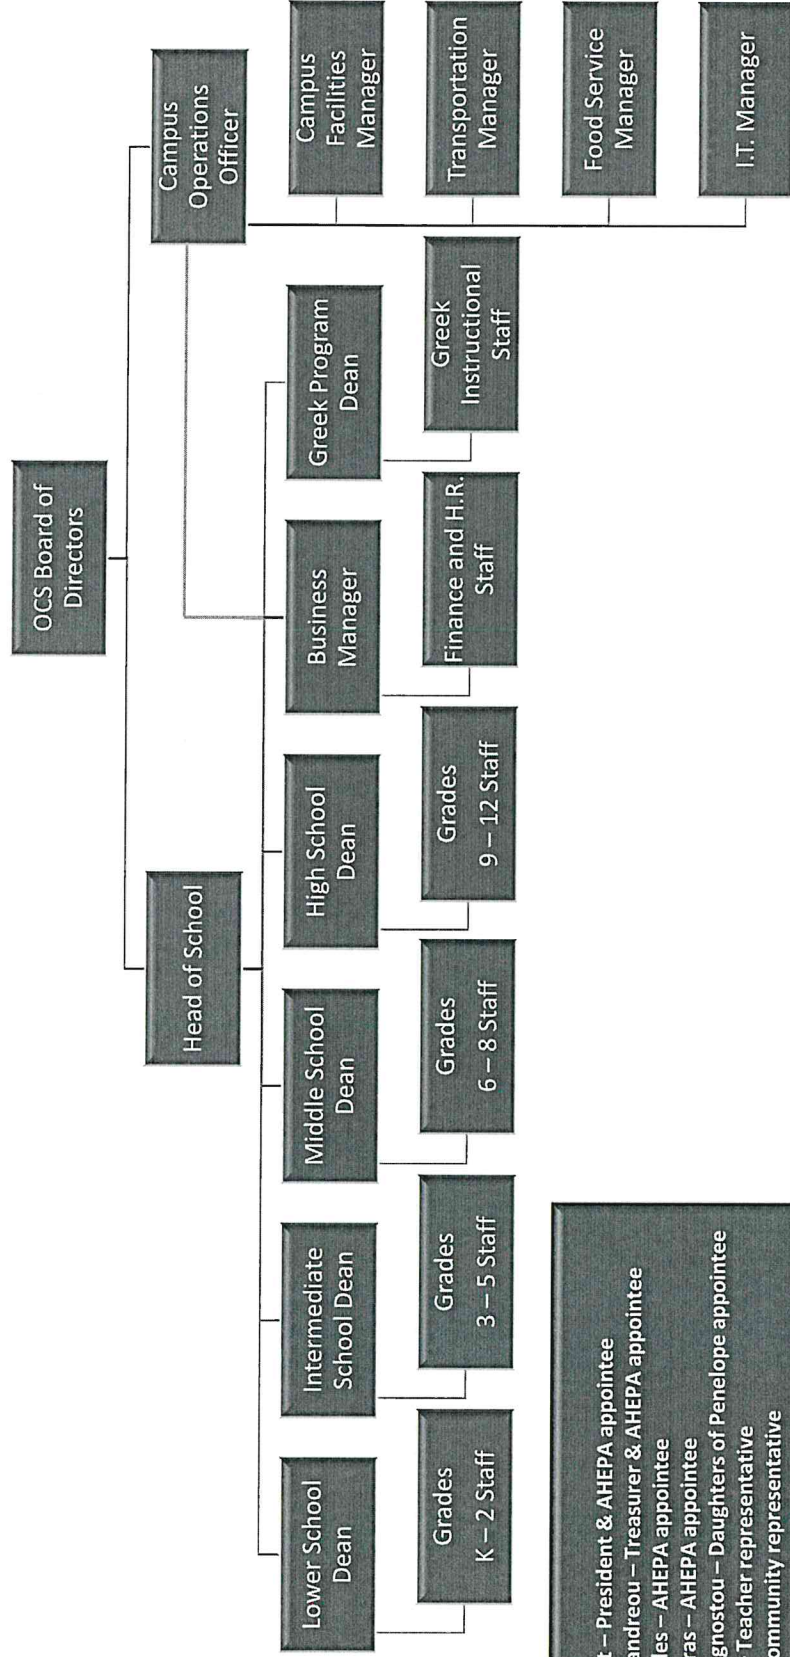 OCS Board of
Directors
Head of School
Campus
Operations
Officer
Lower School
Dean
Intermediate
School Dean
Middle School
Dean
High School
Dean
Business
Manager
Greek Program
Dean
Campus
Facilities
Manager
Grades
K – 2 Staff
Grades
3 – 5 Staff
Grades
6 – 8 Staff
Grades
9 – 12 Staff
Finance and H.R.
Staff
Greek
Instructional
Staff
Transportation
Manager
Food Service
Manager
I.T. Manager
– President & AHEPA appointee
– Treasurer & AHEPA appointee
– AHEPA appointee
– AHEPA appointee
– Daughters of Penelope appointee
Teacher representative
ommunity representative